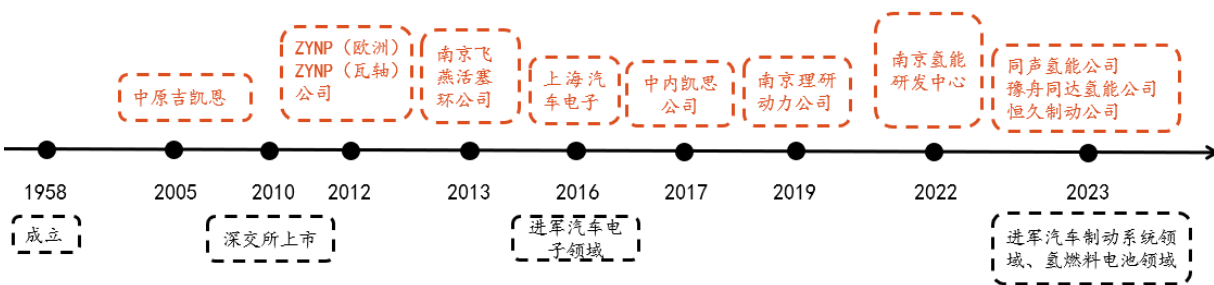 中原吉凯恩
ZYNP（欧洲）
ZYNP（瓦轴）
公司
南京飞
燕活塞
环公司
上海汽
车电子
中内凯思
公司
南京理研
动力公司
南京氢能
研发中心
同声氢能公司
豫舟同达氢能公司
恒久制动公司
1958
2005
2010
2012
2013
2016
2017
2019
2022
2023
成立
深交所上市
进军汽车电
子领域
进军汽车制动系统领
域、氢燃料电池领域